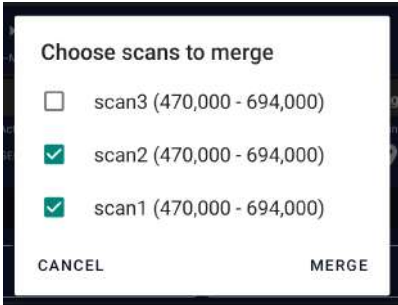 Choose scans to merge
scan3 (470,000 - 694,000)
scan2 (470,000 - 694,000)
scan1 (470,000 - 694,000)
CANCEL MERGE